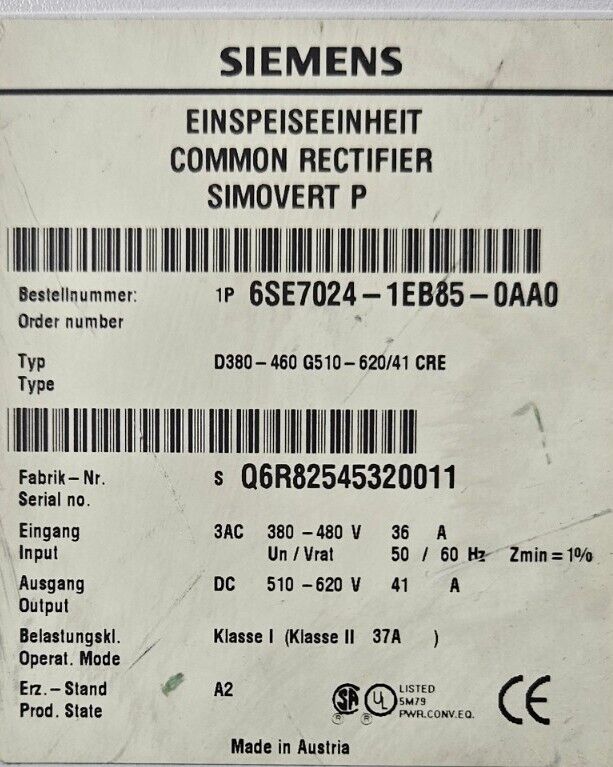 SIEMENS
EINSPEISEEINHEIT
COMMON RECTIFIER
SIMOVERT P
Bestellnummer: 1P 6SE7024-1EB85-0AA0
Order number
Typ D380-460 G510-620/41 CRE
Type
Fabrik-Nr. S Q6R82545320011
Serial no.
Eingang 3AC 380-480 V 36 A
Input Un / Vrat 50 / 60 Hz Zmin=1%
Ausgang DC 510-620 V 41 A
Output
Belastungskl. Klasse I (Klasse II 37A )
Operat. Mode
Erz.-Stand A2
Prod. State
SA ® UL ® LISTED
5M79
PWR.CONV.EQ.
CE
Made in Austria